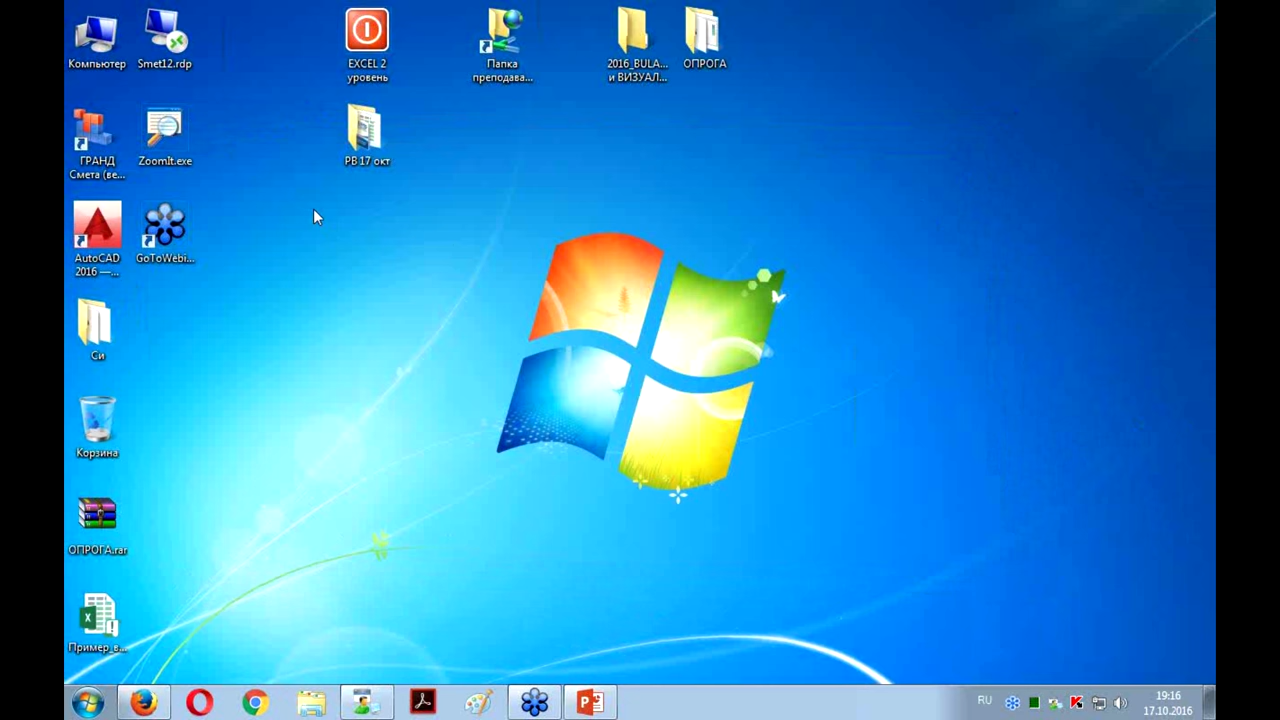 Компьютер
Smet12.rdp
EXCEL 2
уровень
Папка
преподава...
2016_BULA...
и ВИЗУАЛ...
ОПРОГА
ГРАНД
Смета (ве...
ZoomIt.exe
РВ 17 окт
AutoCAD
2016 —...
GoToWebi...
Си
Корзина
ОПРОГА.rar
Пример_в...
RU
19:16
17.10.2016